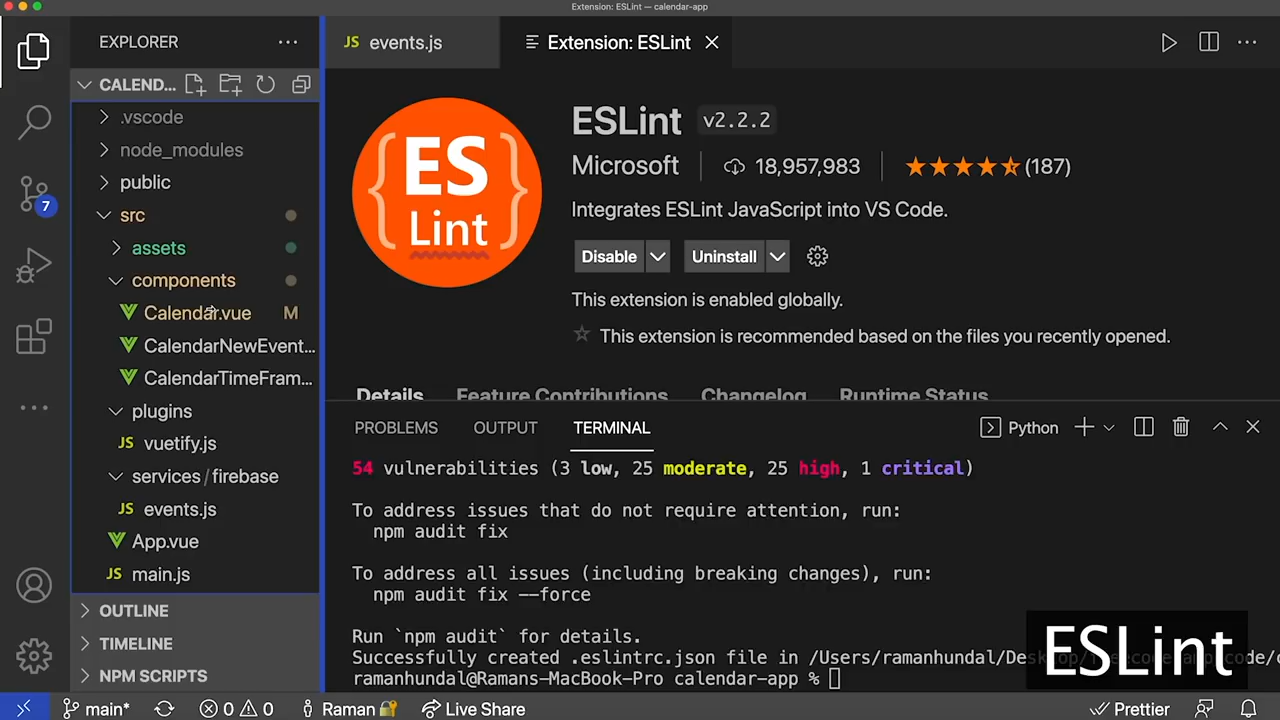 Extension: ESLint — calendar-app
EXPLORER
CALEND...
.vscode
node_modules
public
src
assets
components
Calendar.vue M
CalendarNewEvent...
CalendarTimeFram...
plugins
JS vuetify.js
services/firebase
JS events.js
App.vue
JS main.js
OUTLINE
TIMELINE
NPM SCRIPTS
7
JS events.js
Extension: ESLint
{ES Lint}
ESLint v2.2.2
Microsoft 18,957,983 (187)
Integrates ESLint JavaScript into VS Code.
Disable Uninstall
This extension is enabled globally.
This extension is recommended based on the files you recently opened.
Details Feature Contributions Changelog Runtime Status
PROBLEMS OUTPUT TERMINAL Python
54 vulnerabilities (3 low, 25 moderate, 25 high, 1 critical)
To address issues that do not require attention, run:
npm audit fix
To address all issues (including breaking changes), run:
npm audit fix --force
Run `npm audit` for details.
Successfully created .eslintrc.json file in /Users/ramanhundal/Desktop/
ramanhundal@Ramans-MacBook-Pro calendar-app %
ESLint
main* 0 0 Raman Live Share Prettier